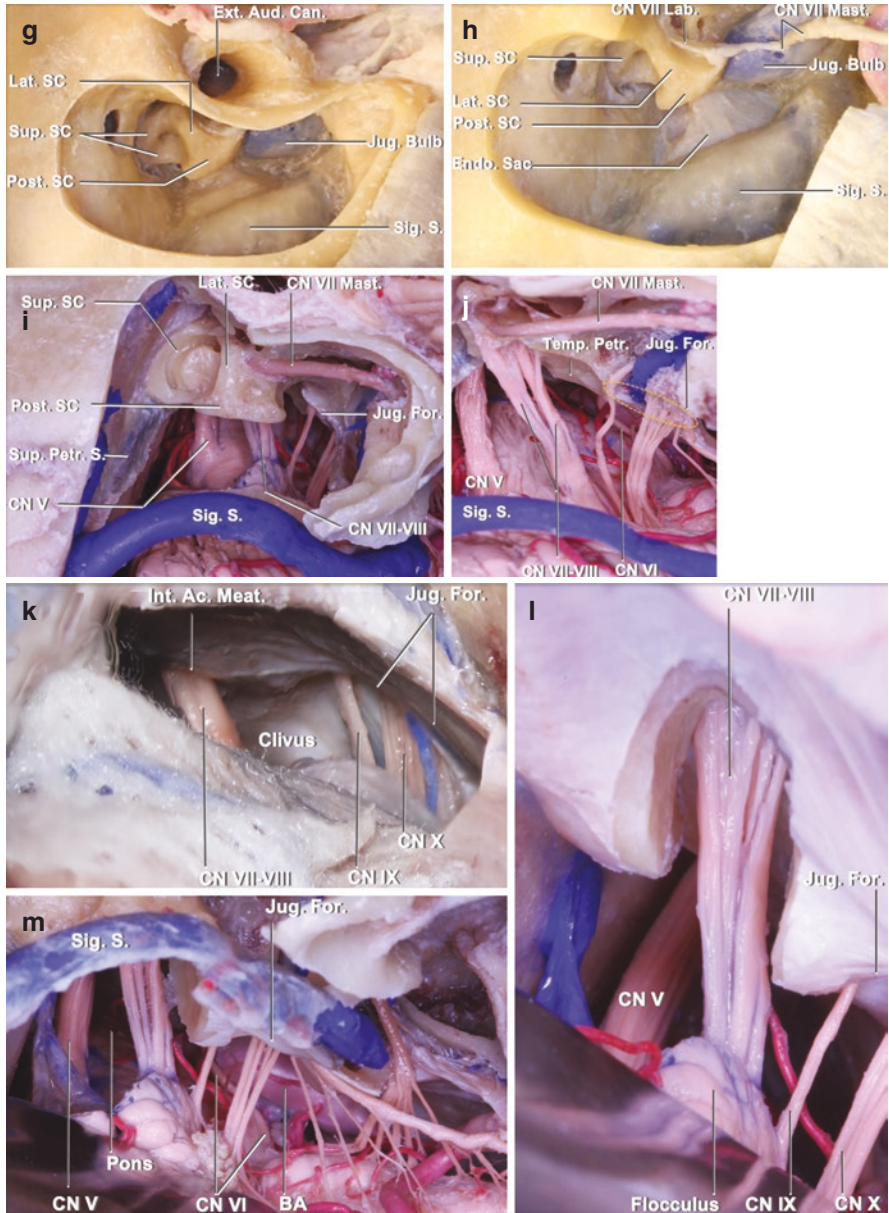 g
Ext. Aud. Can.
Lat. SC
Sup. SC
Post. SC
Jug. Bulb
Sig. S.
h
CN VII Lab.
CN VII Mast.
Sup. SC
Jug. Bulb
Lat. SC
Post. SC
Endo. Sac
Sig. S.
i
Lat. SC
CN VII Mast.
Sup. SC
Post. SC
Jug. For.
Sup. Petr. S.
CN V
Sig. S.
CN VII-VIII
j
CN VII Mast.
Temp. Petr.
Jug. For.
CN V
Sig. S.
CN VII-VIII
CN VI
k
Int. Ac. Meat.
Jug. For.
Clivus
CN X
CN VII-VIII
CN IX
l
CN VII-VIII
Jug. For.
CN V
Flocculus
CN IX
CN X
m
Jug. For.
Sig. S.
Pons
CN V
CN VI
BA